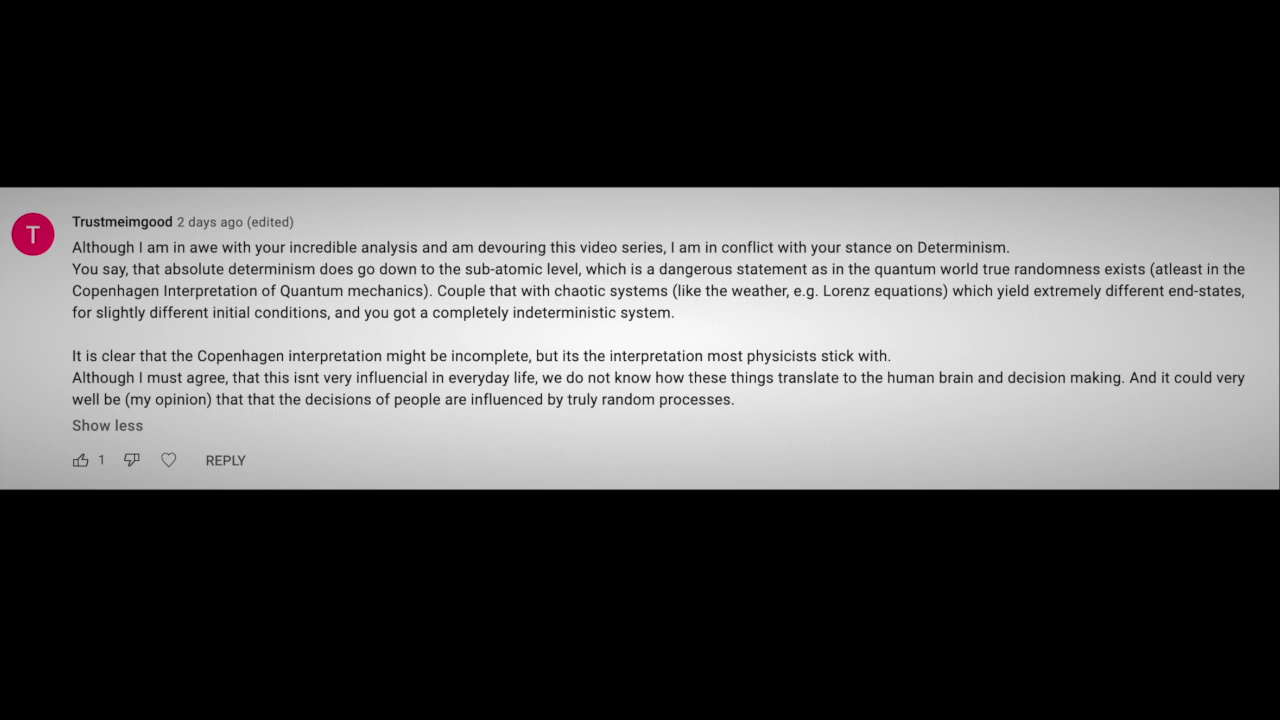 T
Trustmeimgood 2 days ago (edited)
Although I am in awe with your incredible analysis and am devouring this video series, I am in conflict with your stance on Determinism.
You say, that absolute determinism does go down to the sub-atomic level, which is a dangerous statement as in the quantum world true randomness exists (atleast in the
Copenhagen Interpretation of Quantum mechanics). Couple that with chaotic systems (like the weather, e.g. Lorenz equations) which yield extremely different end-states,
for slightly different initial conditions, and you got a completely indeterministic system.
It is clear that the Copenhagen interpretation might be incomplete, but its the interpretation most physicists stick with.
Although I must agree, that this isnt very influencial in everyday life, we do not know how these things translate to the human brain and decision making. And it could very
well be (my opinion) that that the decisions of people are influenced by truly random processes.
Show less
1 REPLY